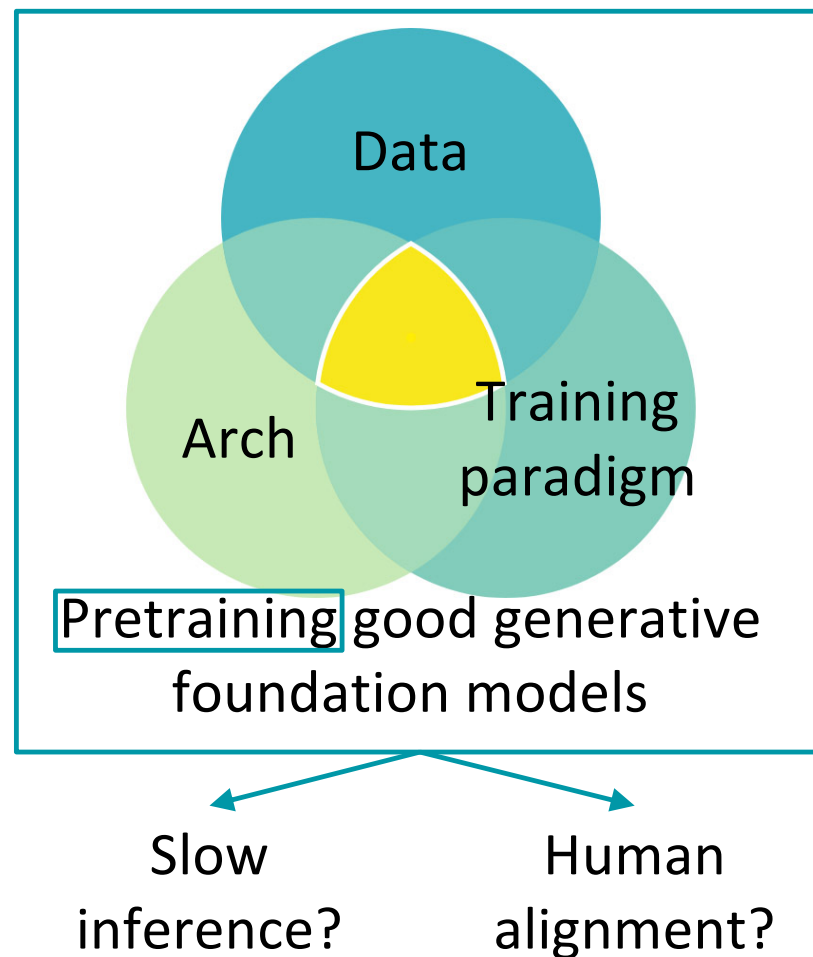 Data
Arch
Training
paradigm
Pretraining good generative
foundation models
Slow
inference?
Human
alignment?